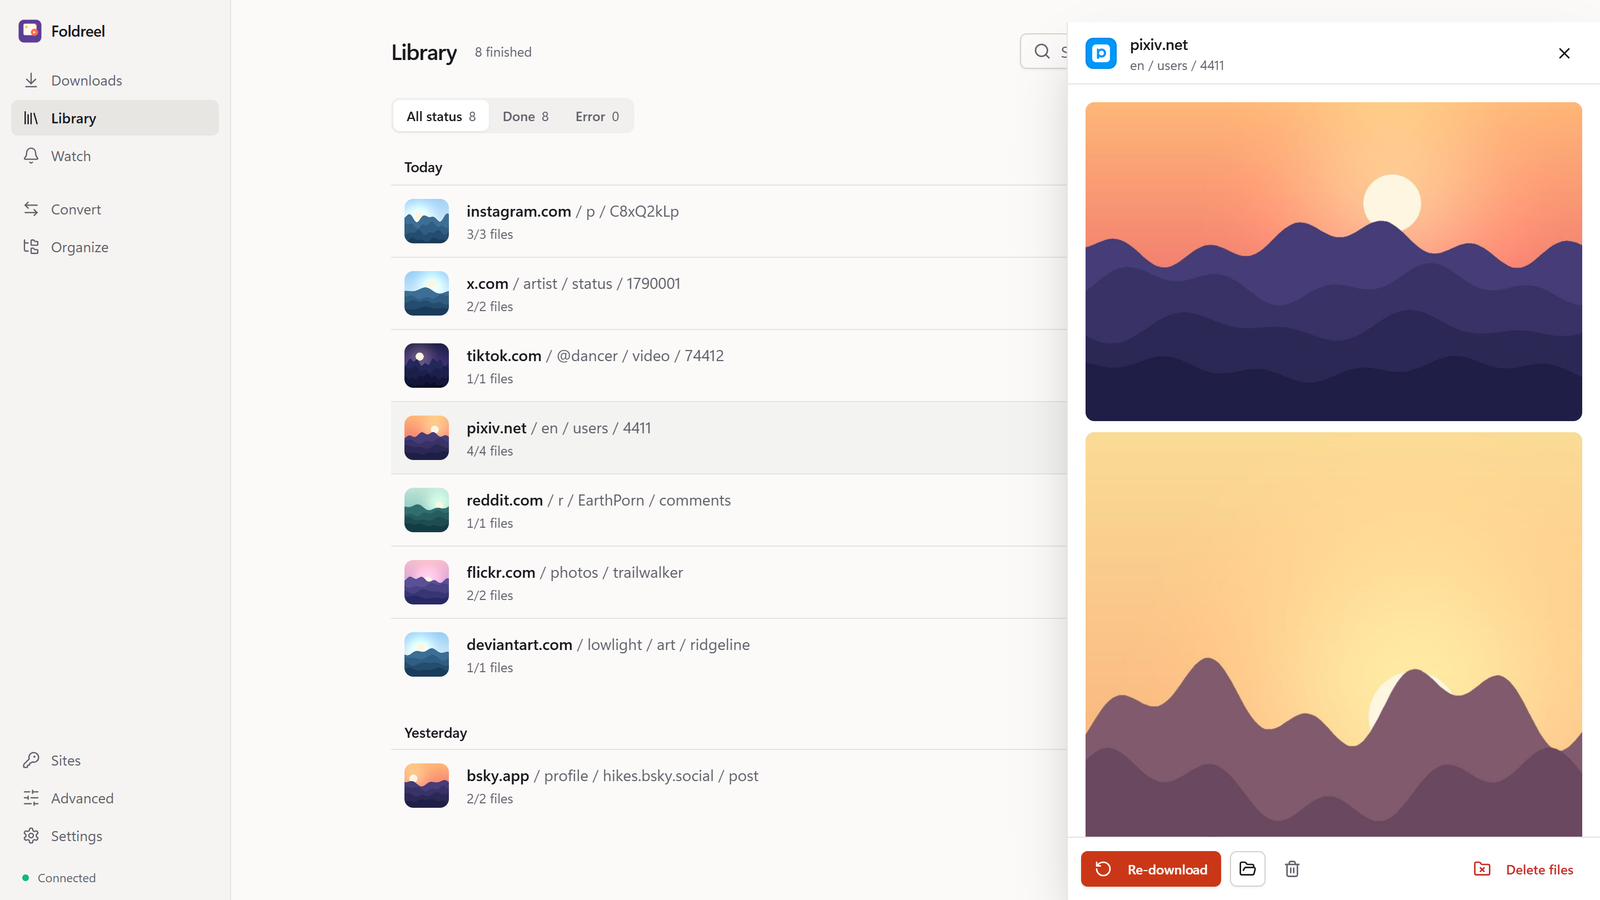 Foldreel
Downloads
Library
Watch
Convert
Organize
Sites
Advanced
Settings
Connected
Library 8 finished
All status 8 Done 8 Error 0
Today
instagram.com / p / C8xQ2kLp
3/3 files
x.com / artist / status / 1790001
2/2 files
tiktok.com / @dancer / video / 74412
1/1 files
pixiv.net / en / users / 4411
4/4 files
reddit.com / r / EarthPorn / comments
1/1 files
flickr.com / photos / trailwalker
2/2 files
deviantart.com / lowlight / art / ridgeline
1/1 files
Yesterday
bsky.app / profile / hikes.bsky.social / post
2/2 files
pixiv.net
en / users / 4411
Re-download
Delete files